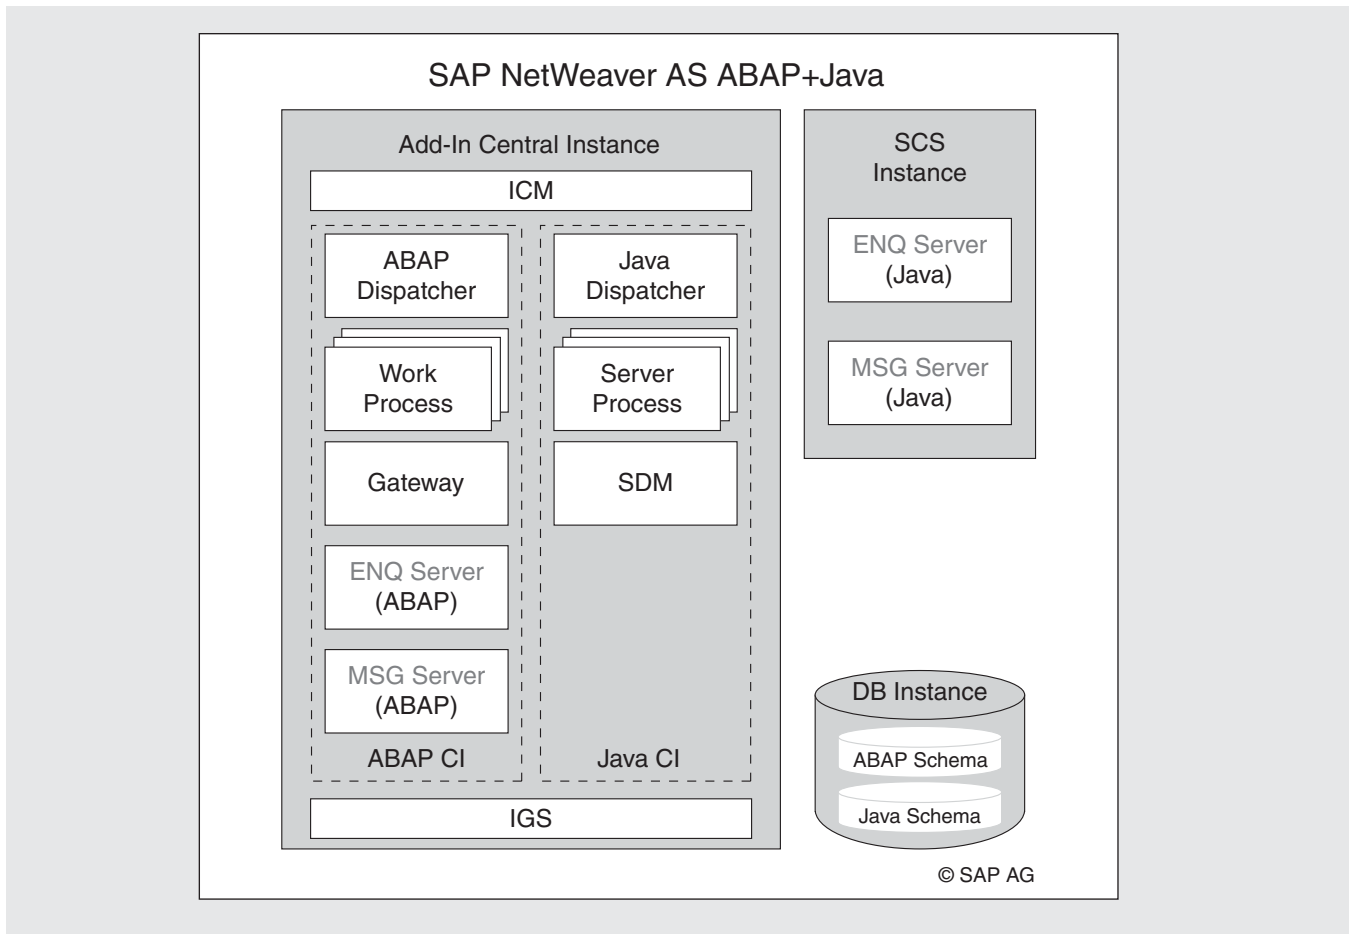 SAP NetWeaver AS ABAP+Java
Add-In Central Instance
ICM
ABAP
Dispatcher
Work
Process
Gateway
ENQ Server
(ABAP)
MSG Server
(ABAP)
ABAP CI
Java
Dispatcher
Server
Process
SDM
Java CI
IGS
SCS
Instance
ENQ Server
(Java)
MSG Server
(Java)
DB Instance
ABAP Schema
Java Schema
© SAP AG